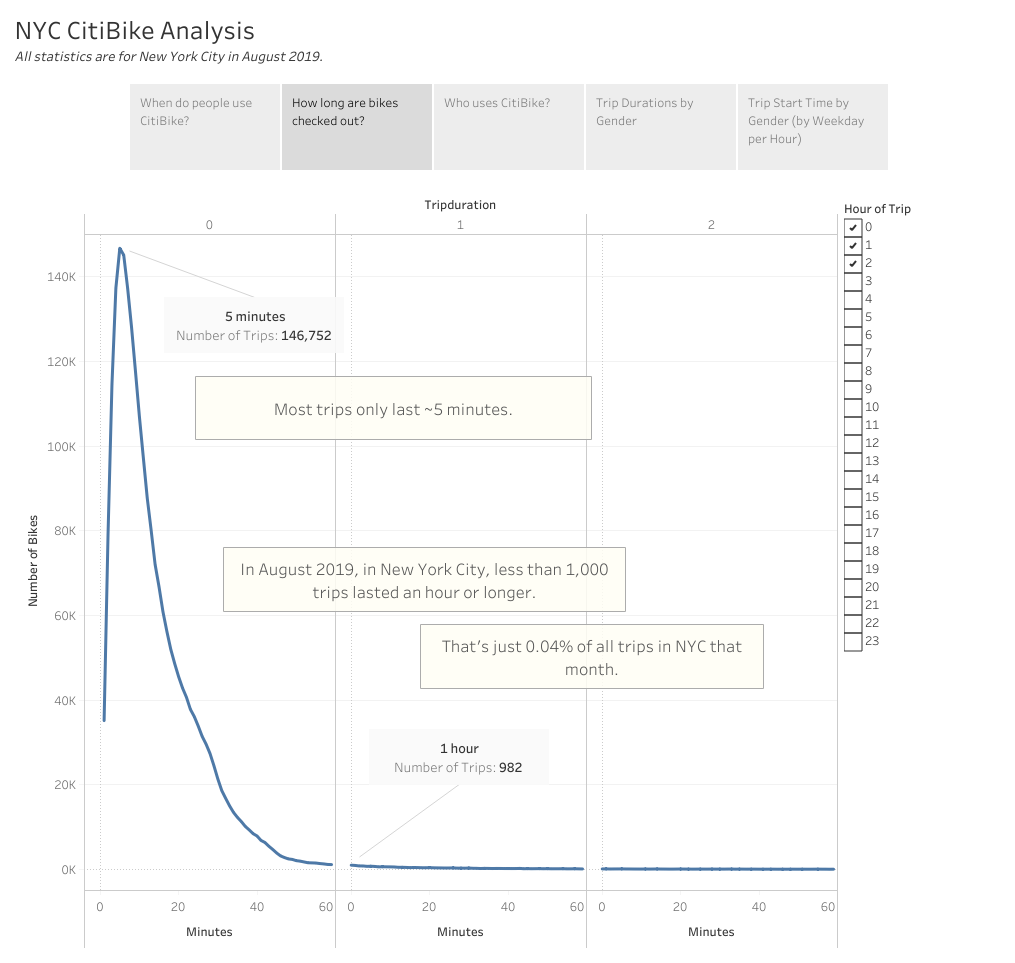 NYC CitiBike Analysis
All statistics are for New York City in August 2019.
When do people use
CitiBike?
How long are bikes
checked out?
Who uses CitiBike?
Trip Durations by
Gender
Trip Start Time by
Gender (by Weekday
per Hour)
Tripduration
0 1 2
Number of Bikes
140K
120K
100K
80K
60K
40K
20K
0K
5 minutes
Number of Trips: 146,752
Most trips only last ~5 minutes.
In August 2019, in New York City, less than 1,000
trips lasted an hour or longer.
That's just 0.04% of all trips in NYC that
month.
1 hour
Number of Trips: 982
0 20 40 60 0 20 40 60 0 20 40 60
Minutes Minutes Minutes
Hour of Trip
0
1
2
3
4
5
6
7
8
9
10
11
12
13
14
15
16
17
18
19
20
21
22
23